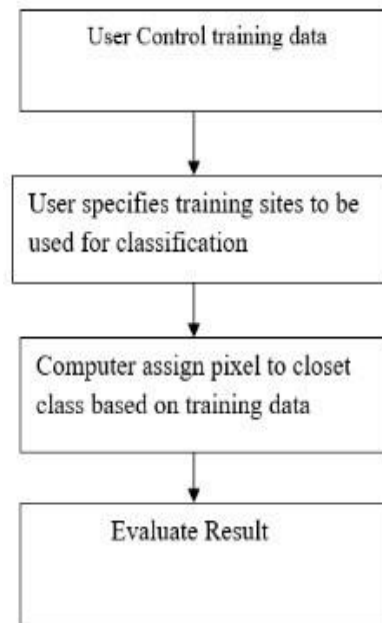 User Control training data
User specifies training sites to be
used for classification
Computer assign pixel to closet
class based on training data
Evaluate Result